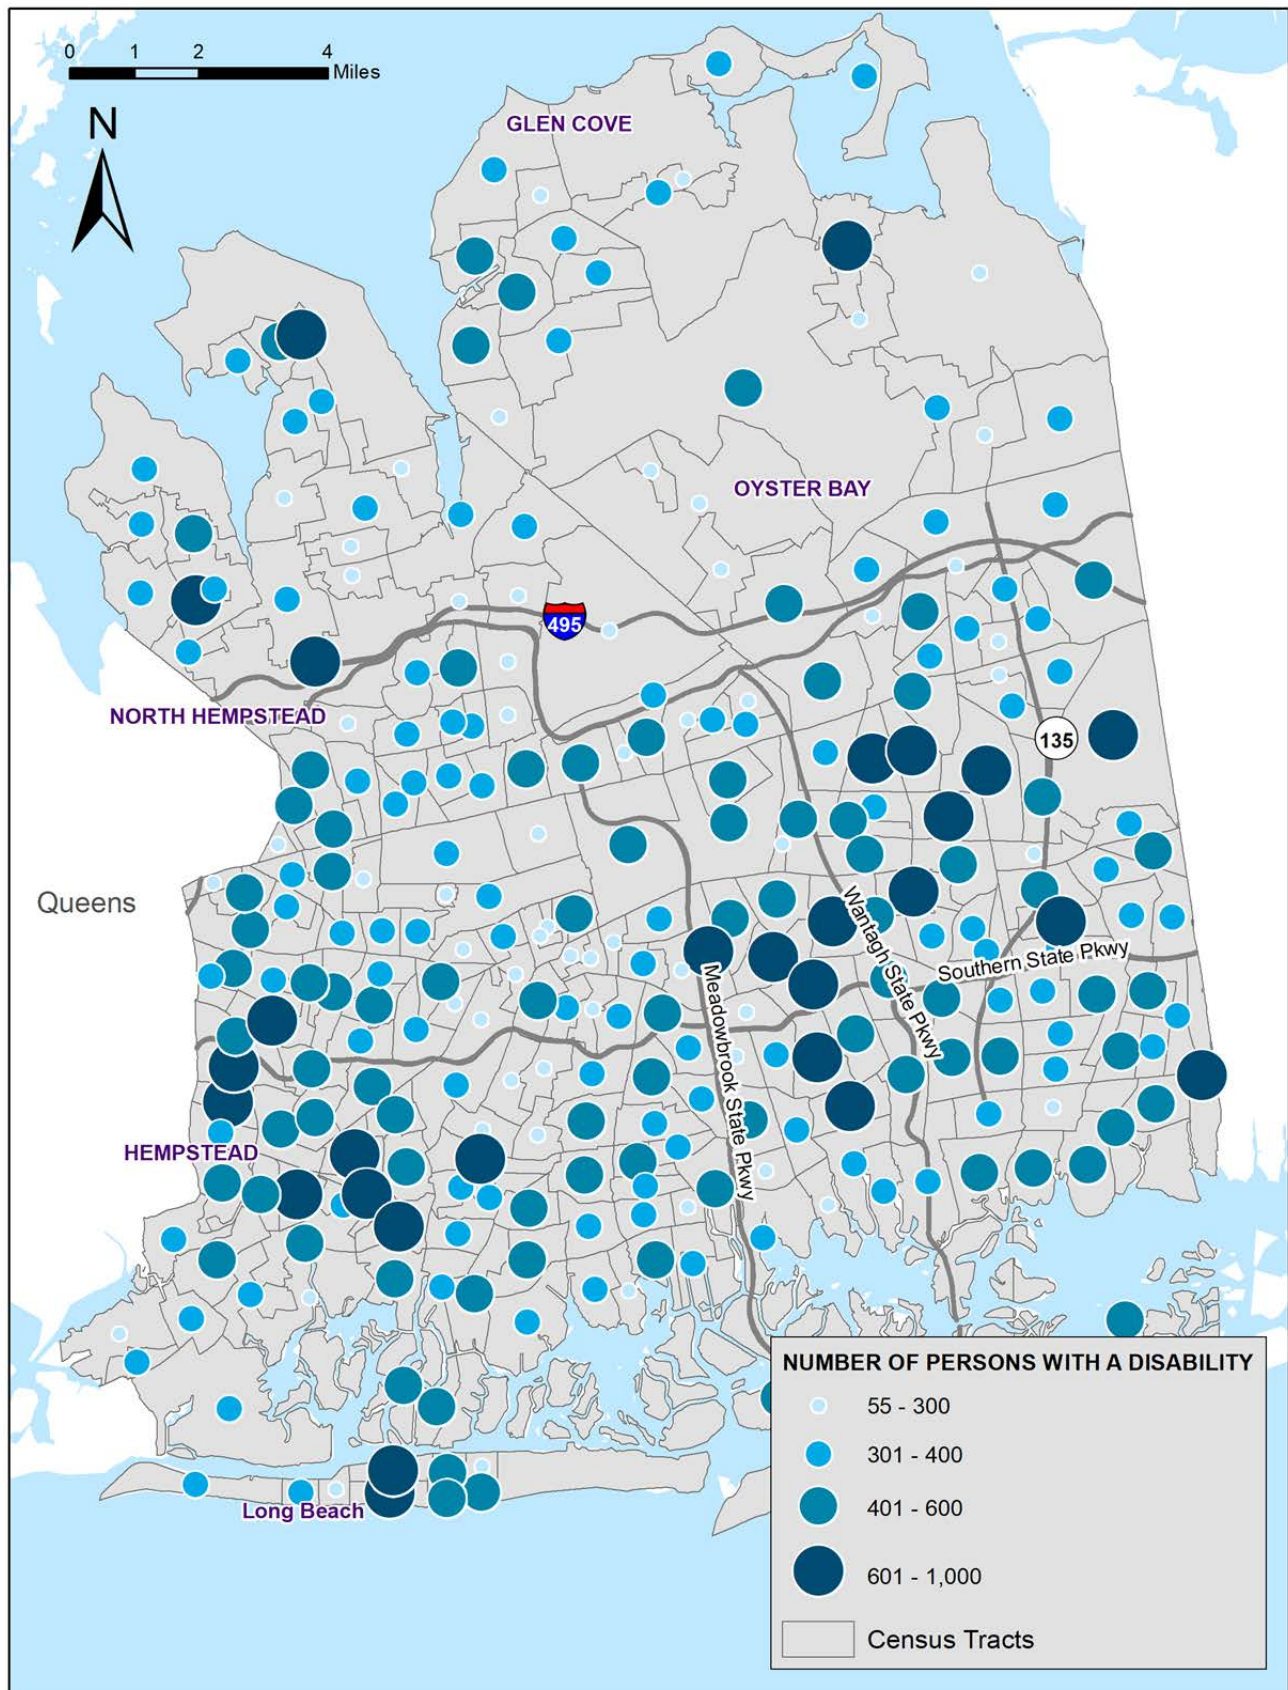 0 1 2 4
Miles
N
GLEN COVE
OYSTER BAY
495
NORTH HEMPSTEAD
135
Queens
Wantagh State Pkwy
Southern State Pkwy
Meadowbrook State Pkwy
HEMPSTEAD
Long Beach
NUMBER OF PERSONS WITH A DISABILITY
55 - 300
301 - 400
401 - 600
601 - 1,000
Census Tracts